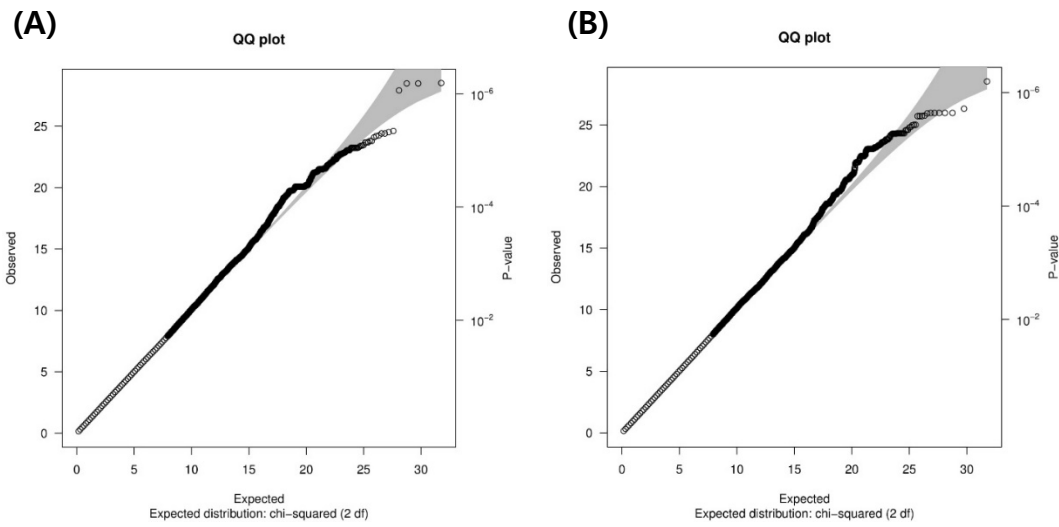 (A)
QQ plot
Observed
25
20
15
10
5
0
10⁻⁶
10⁻⁴
10⁻²
P−value
0 5 10 15 20 25 30
Expected
Expected distribution: chi−squared (2 df)
(B)
QQ plot
Observed
25
20
15
10
5
0
10⁻⁶
10⁻⁴
10⁻²
P−value
0 5 10 15 20 25 30
Expected
Expected distribution: chi−squared (2 df)